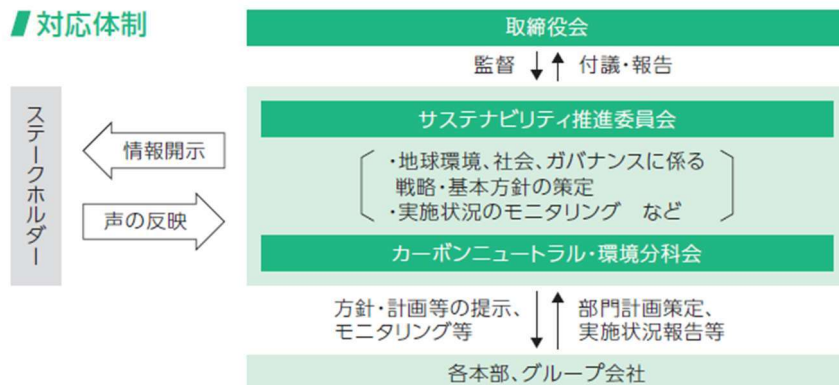 対応体制
取締役会
監督
付議・報告
ステークホルダー
情報開示
声の反映
サステナビリティ推進委員会
・地球環境、社会、ガバナンスに係る
戦略・基本方針の策定
・実施状況のモニタリング　など
カーボンニュートラル・環境分科会
方針・計画等の提示、
モニタリング等
部門計画策定、
実施状況報告等
各本部、グループ会社